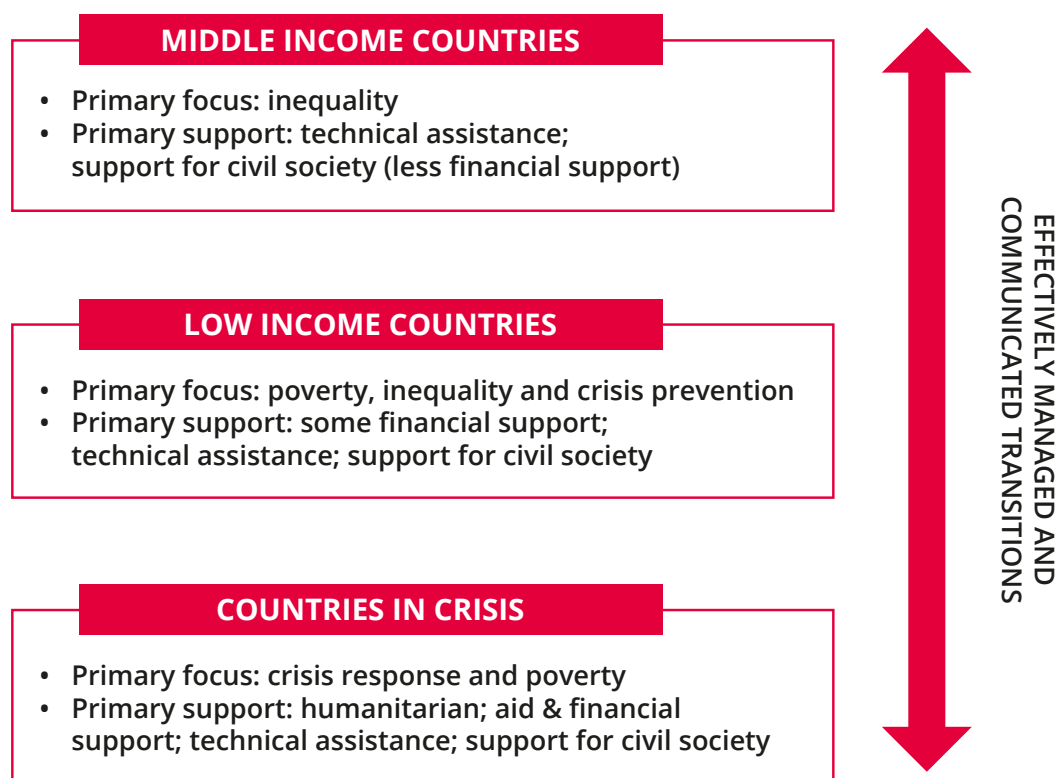 MIDDLE INCOME COUNTRIES
• Primary focus: inequality
• Primary support: technical assistance;
support for civil society (less financial support)
LOW INCOME COUNTRIES
• Primary focus: poverty, inequality and crisis prevention
• Primary support: some financial support;
technical assistance; support for civil society
COUNTRIES IN CRISIS
• Primary focus: crisis response and poverty
• Primary support: humanitarian; aid & financial
support; technical assistance; support for civil society
EFFECTIVELY MANAGED AND
COMMUNICATED TRANSITIONS